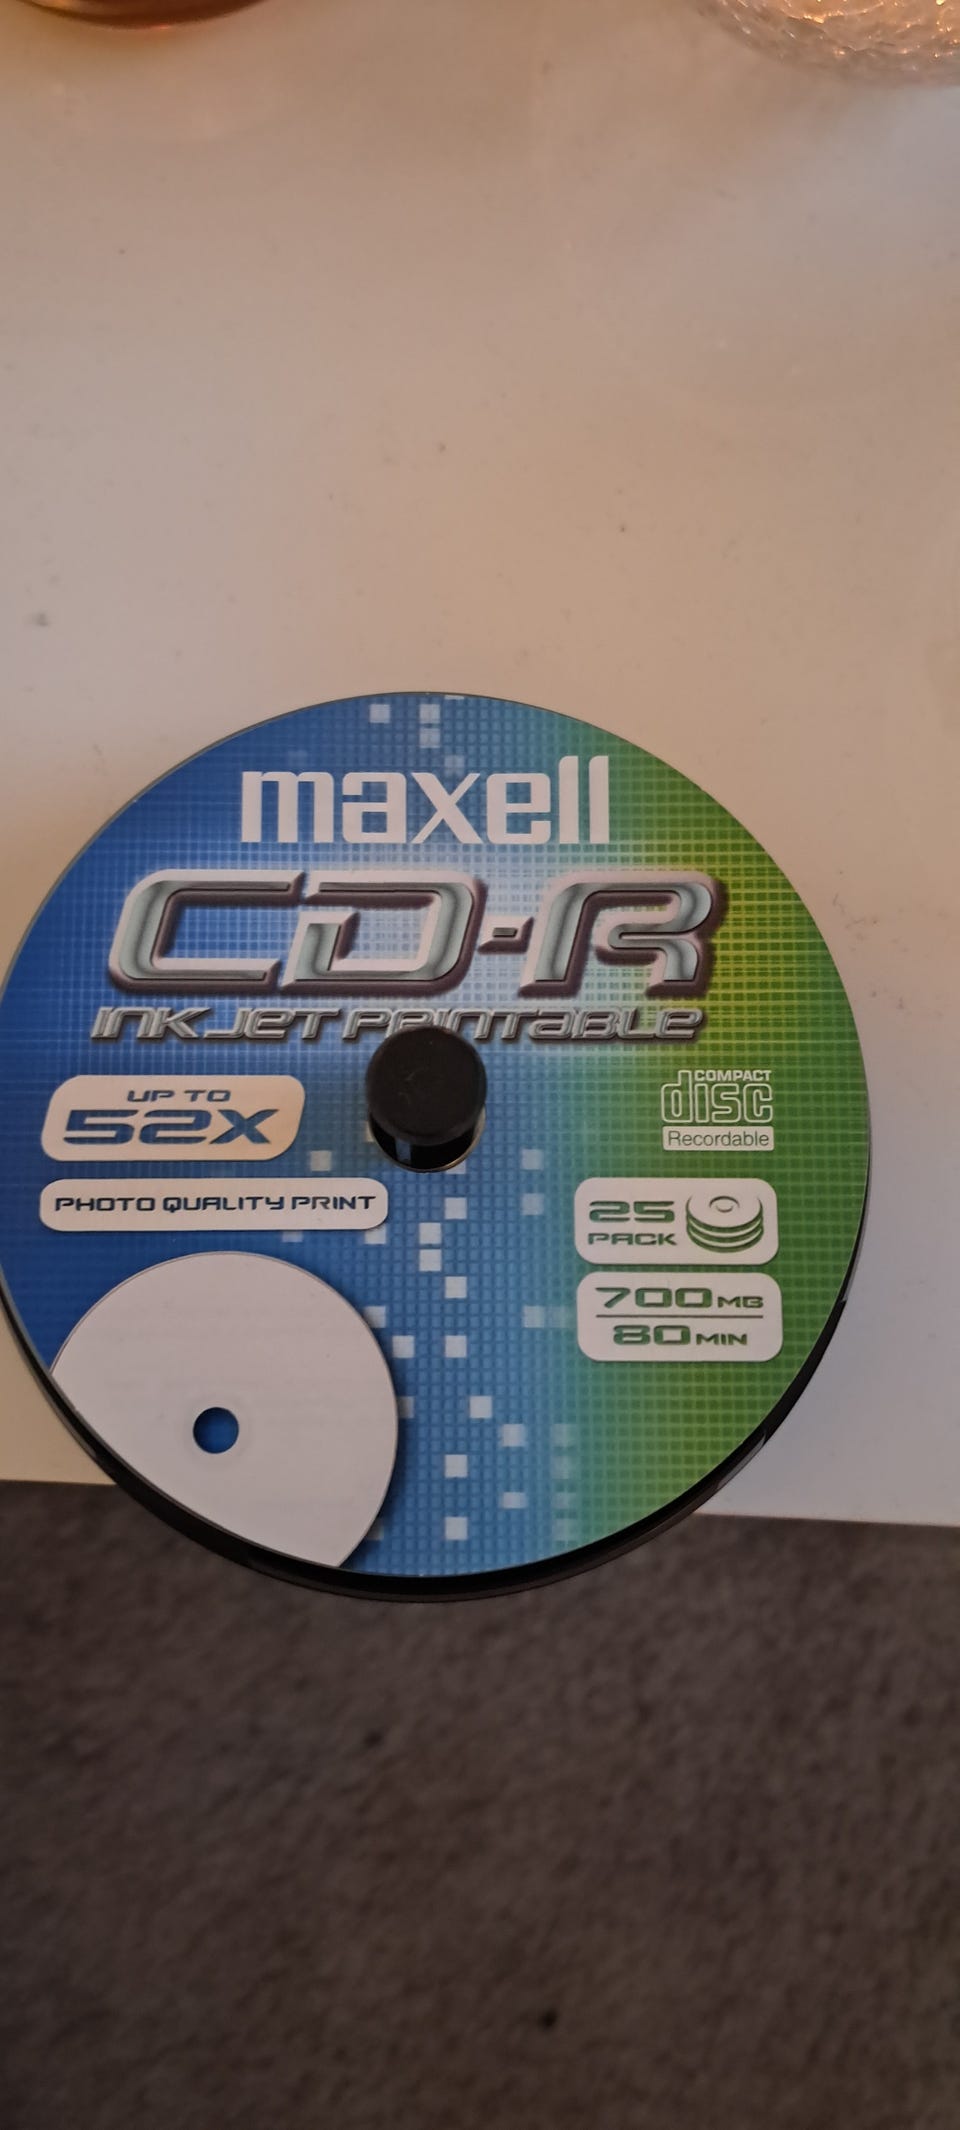 maxell
CD-R
INKJET PRINTABLE
UP TO
52X
PHOTO QUALITY PRINT
COMPACT
disc
Recordable
25
PACK
700MB
80MIN